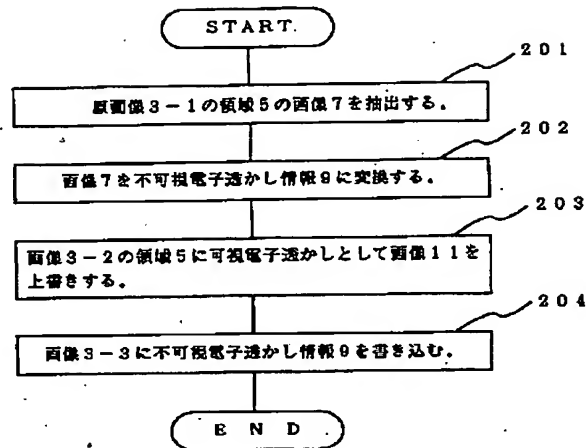 START.
201
原画像3-1の領域5の画像7を抽出する。
202
画像7を不可視電子透かし情報9に変換する。
203
画像3-2の領域5に可視電子透かしとして画像11を
上書きする。
204
画像3-3に不可視電子透かし情報9を書き込む。
END